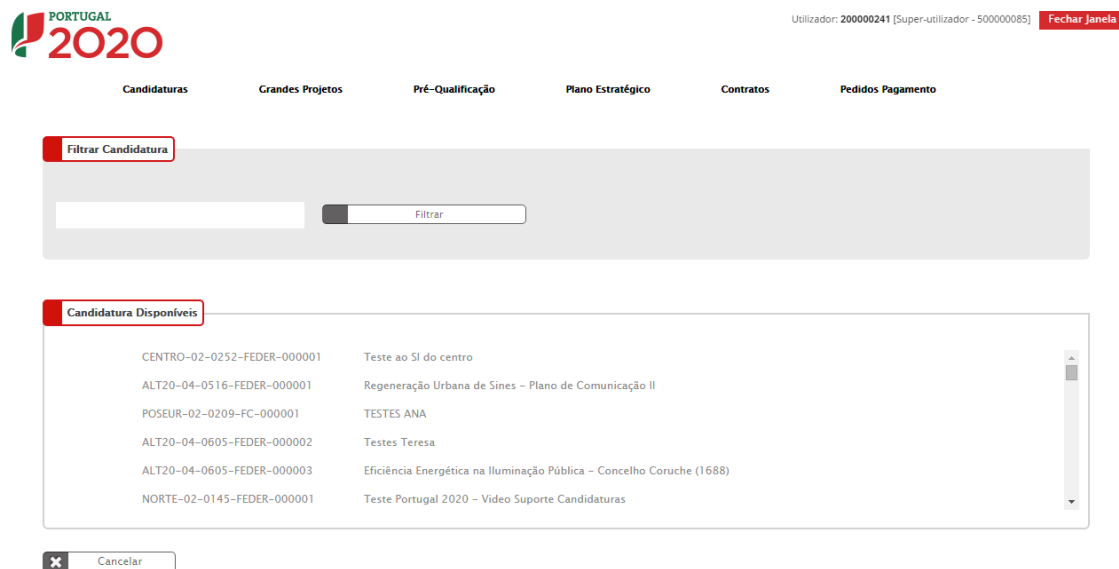 PORTUGAL
2020
Utilizador: 200000241 [Super-utilizador - 500000085]
Fechar Janela
Candidaturas Grandes Projetos Pré-Qualificação Plano Estratégico Contratos Pedidos Pagamento
Filtrar Candidatura
Filtrar
Candidatura Disponíveis
CENTRO-02-0252-FEDER-000001 Teste ao SI do centro
ALT20-04-0516-FEDER-000001 Regeneração Urbana de Sines - Plano de Comunicação II
POSEUR-02-0209-FC-000001 TESTES ANA
ALT20-04-0605-FEDER-000002 Testes Teresa
ALT20-04-0605-FEDER-000003 Eficiência Energética na Iluminação Pública - Concelho Coruche (1688)
NORTE-02-0145-FEDER-000001 Teste Portugal 2020 - Video Suporte Candidaturas
Cancelar